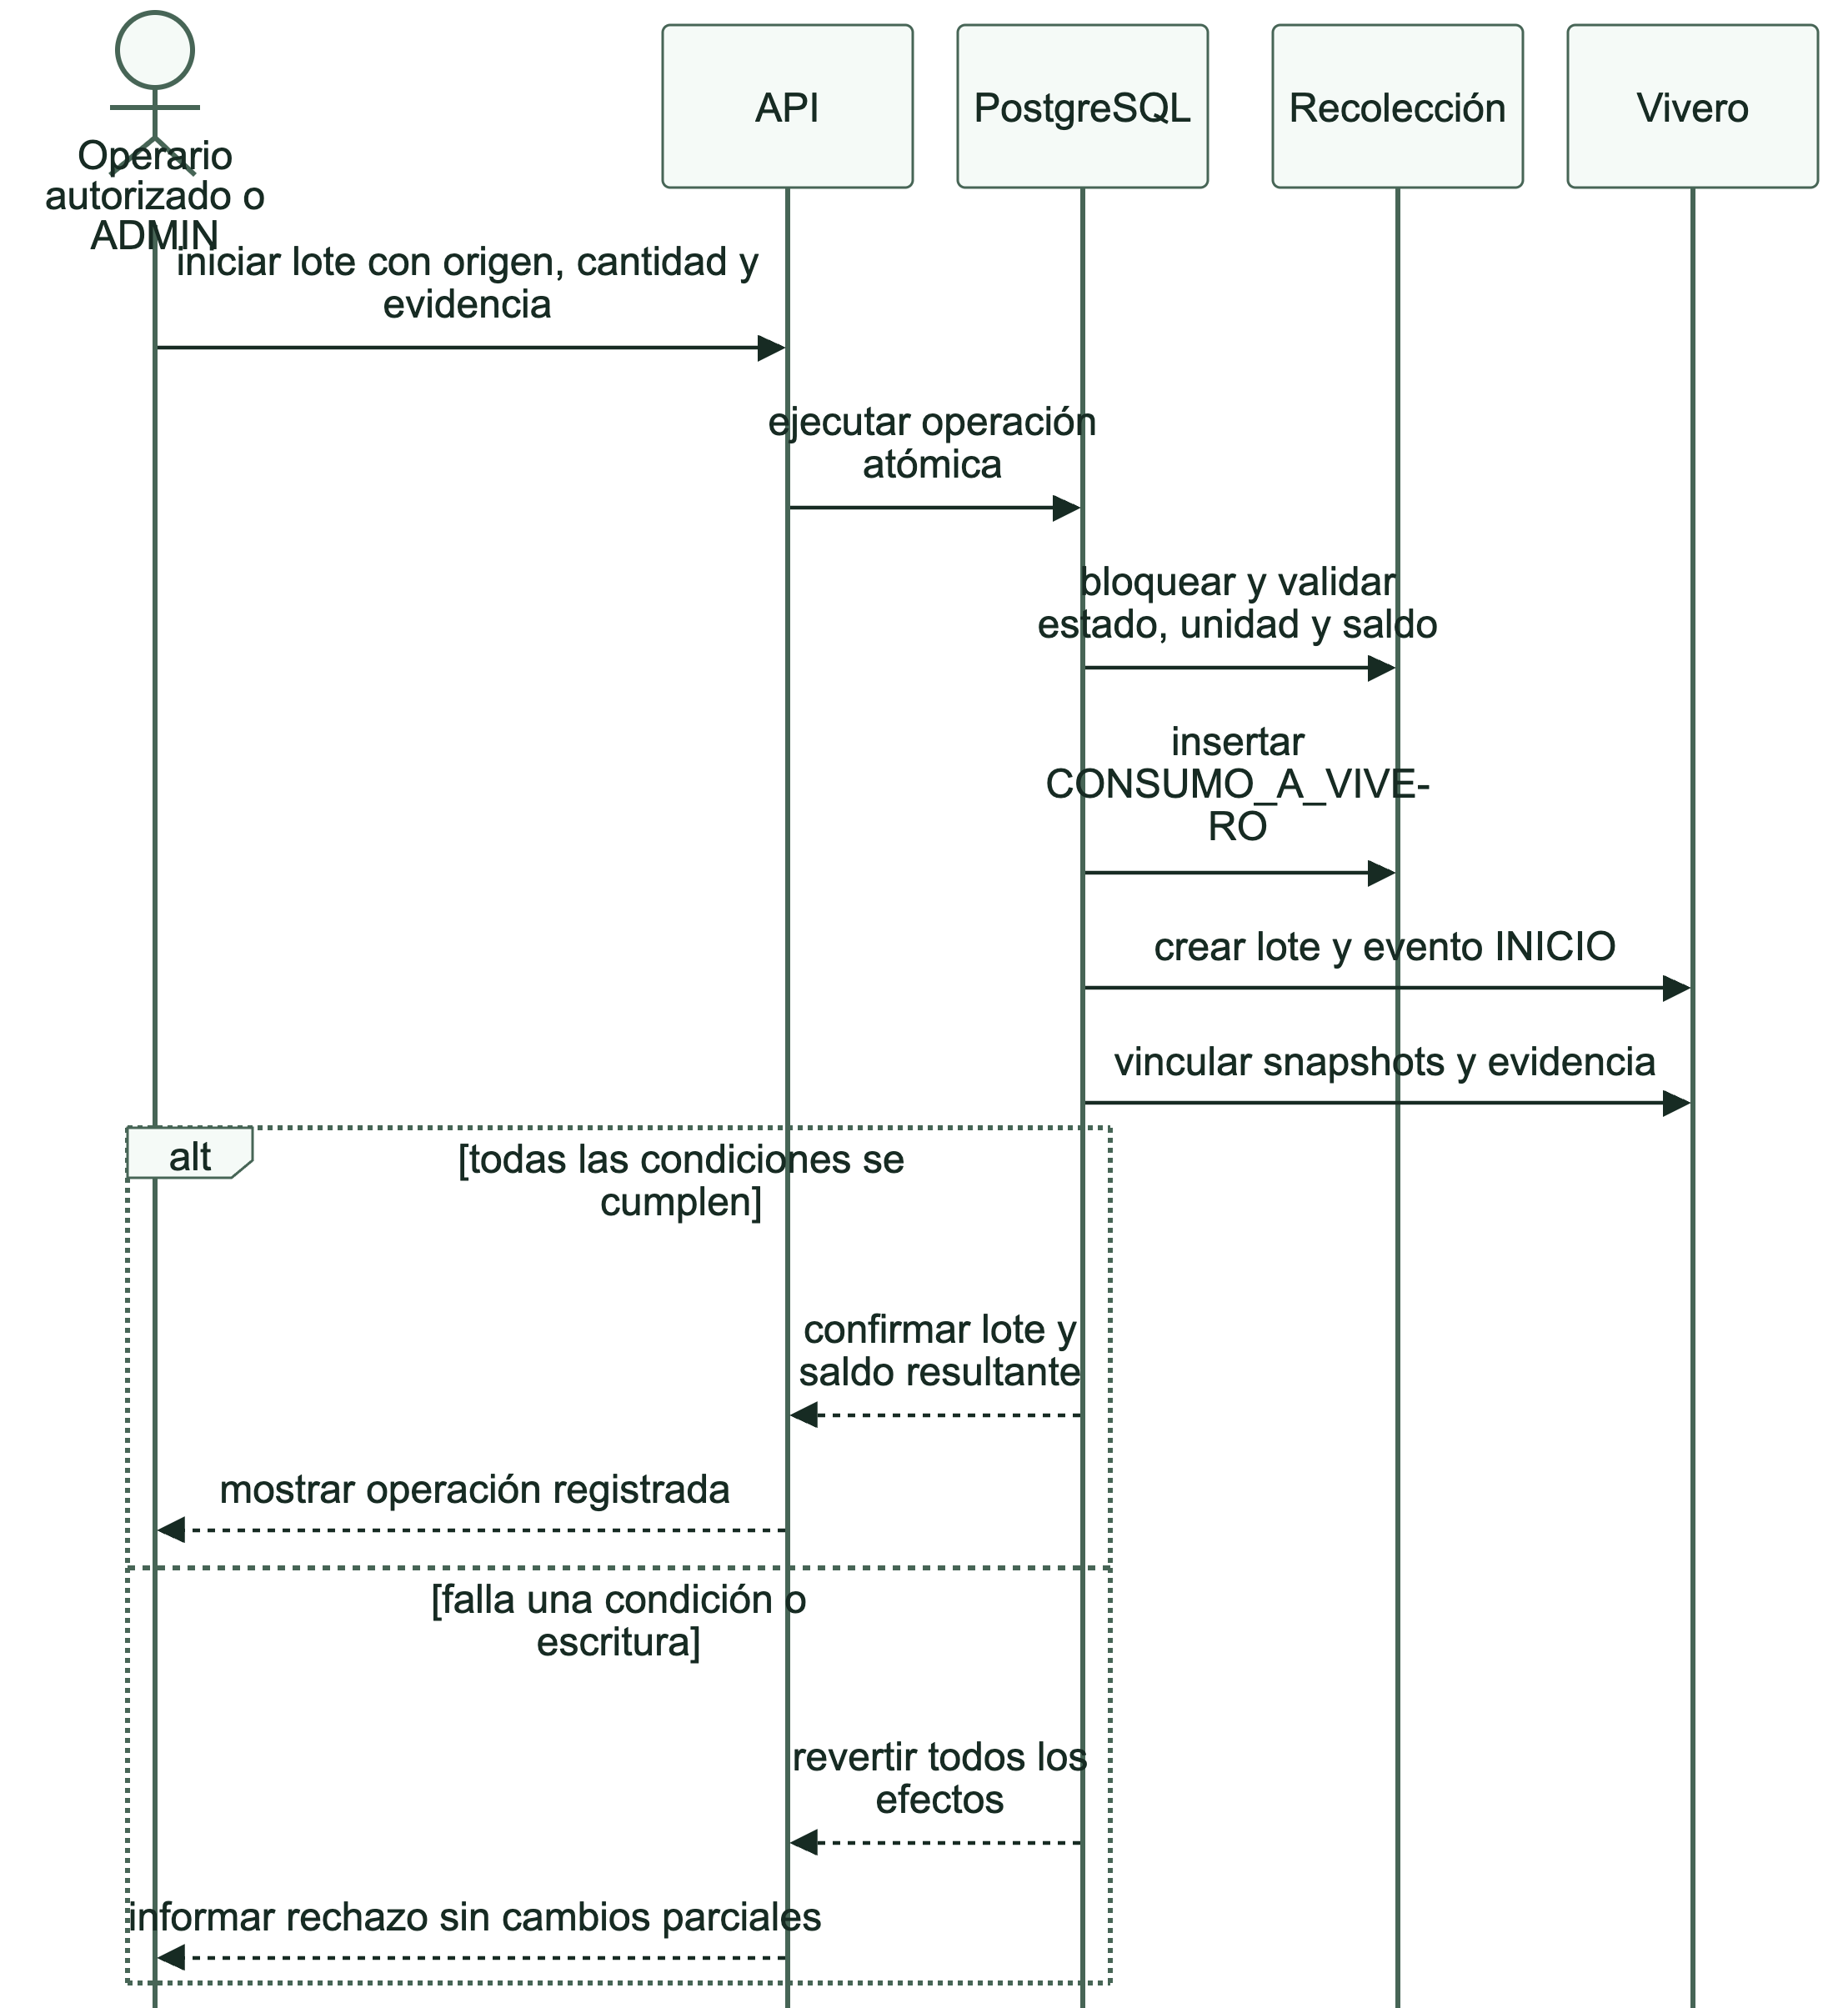 Operario
autorizado o
ADMIN
API
PostgreSQL
Recolección
Vivero
iniciar lote con origen, cantidad y
evidencia
ejecutar operación
atómica
bloquear y validar
estado, unidad y saldo
insertar
CONSUMO_A_VIVE-
RO
crear lote y evento INICIO
vincular snapshots y evidencia
alt
[todas las condiciones se
cumplen]
confirmar lote y
saldo resultante
mostrar operación registrada
[falla una condición o
escritura]
revertir todos los
efectos
informar rechazo sin cambios parciales